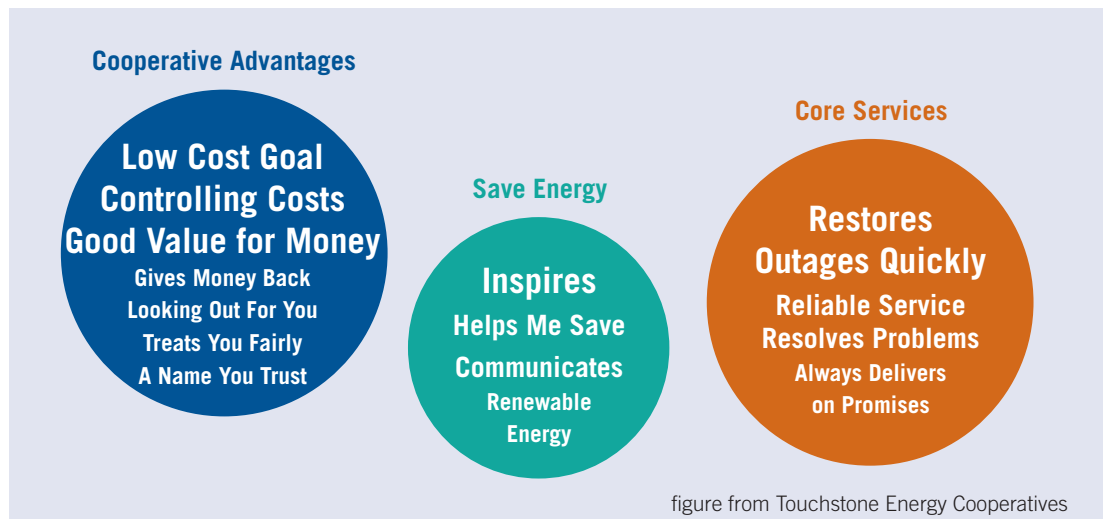 Cooperative Advantages
Low Cost Goal
Controlling Costs
Good Value for Money
Gives Money Back
Looking Out For You
Treats You Fairly
A Name You Trust
Save Energy
Inspires
Helps Me Save
Communicates
Renewable
Energy
Core Services
Restores
Outages Quickly
Reliable Service
Resolves Problems
Always Delivers
on Promises
figure from Touchstone Energy Cooperatives